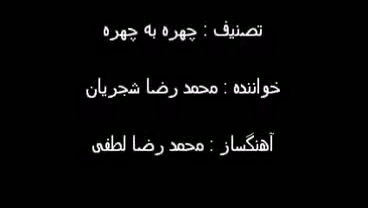 تصنیف : چهره به چهره
خواننده : محمد رضا شجریان
آهنگساز : محمد رضا لطفی